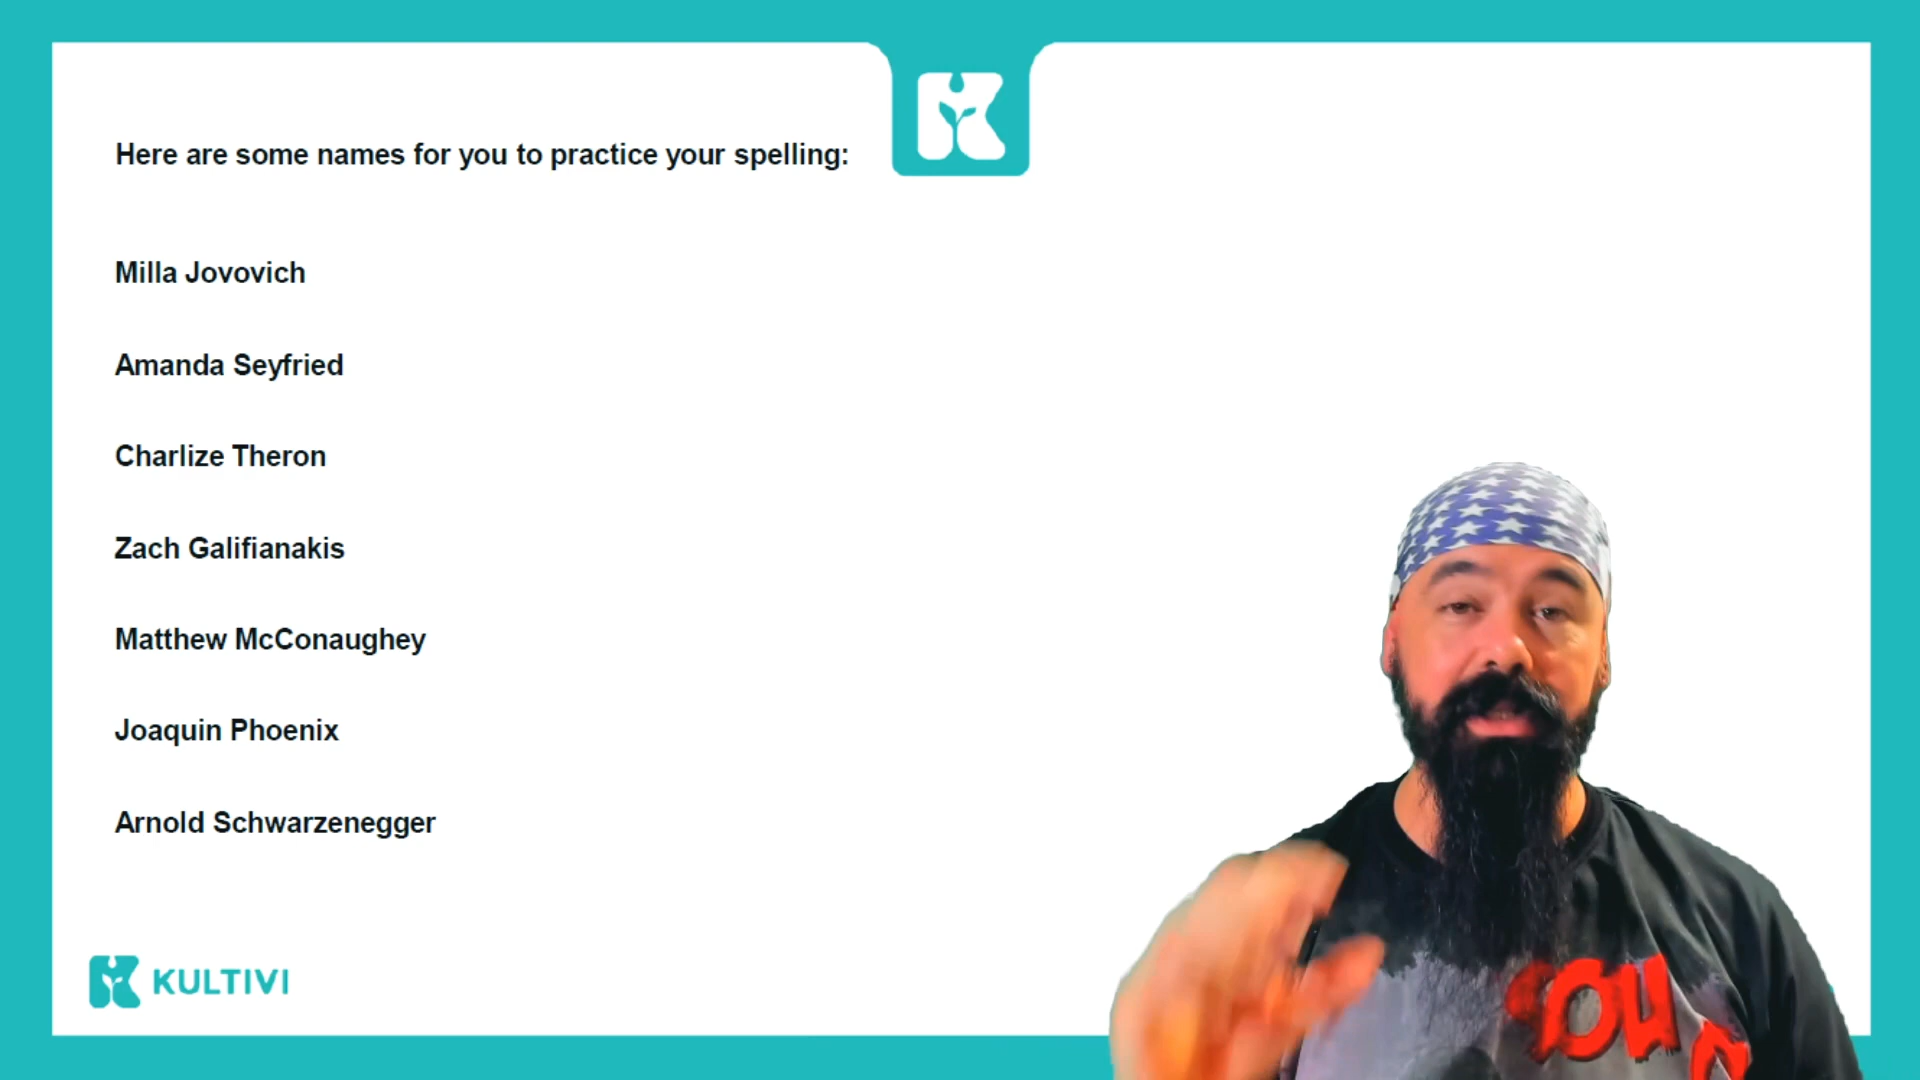 Here are some names for you to practice your spelling:
Milla Jovovich
Amanda Seyfried
Charlize Theron
Zach Galifianakis
Matthew McConaughey
Joaquin Phoenix
Arnold Schwarzenegger
KULTIVI